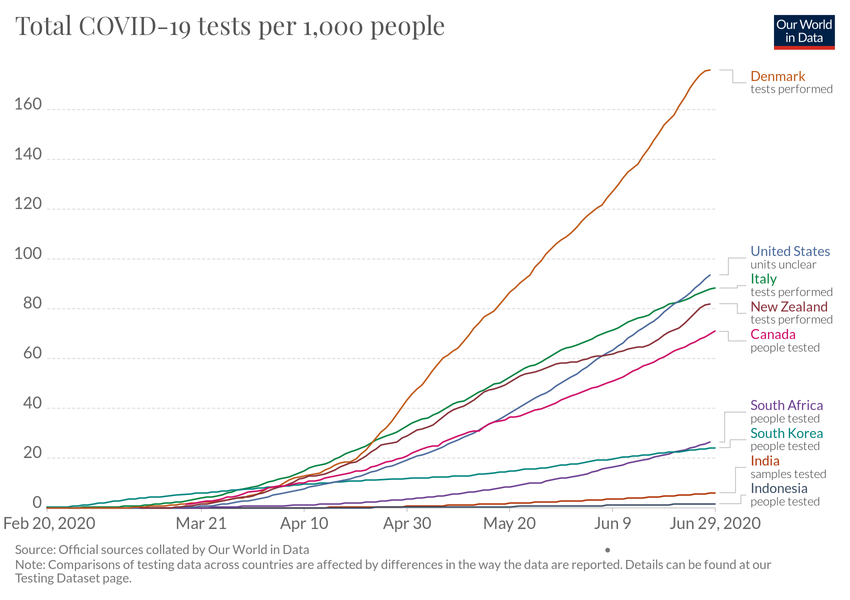 Total COVID-19 tests per 1,000 people
Our World
in Data
160
140
120
100
80
60
40
20
0
Feb 20, 2020
Mar 21
Apr 10
Apr 30
May 20
Jun 9
Jun 29, 2020
Denmark
tests performed
United States
units unclear
Italy
tests performed
New Zealand
tests performed
Canada
people tested
South Africa
people tested
South Korea
people tested
India
samples tested
Indonesia
people tested
Source: Official sources collated by Our World in Data
Note: Comparisons of testing data across countries are affected by differences in the way the data are reported. Details can be found at our
Testing Dataset page.